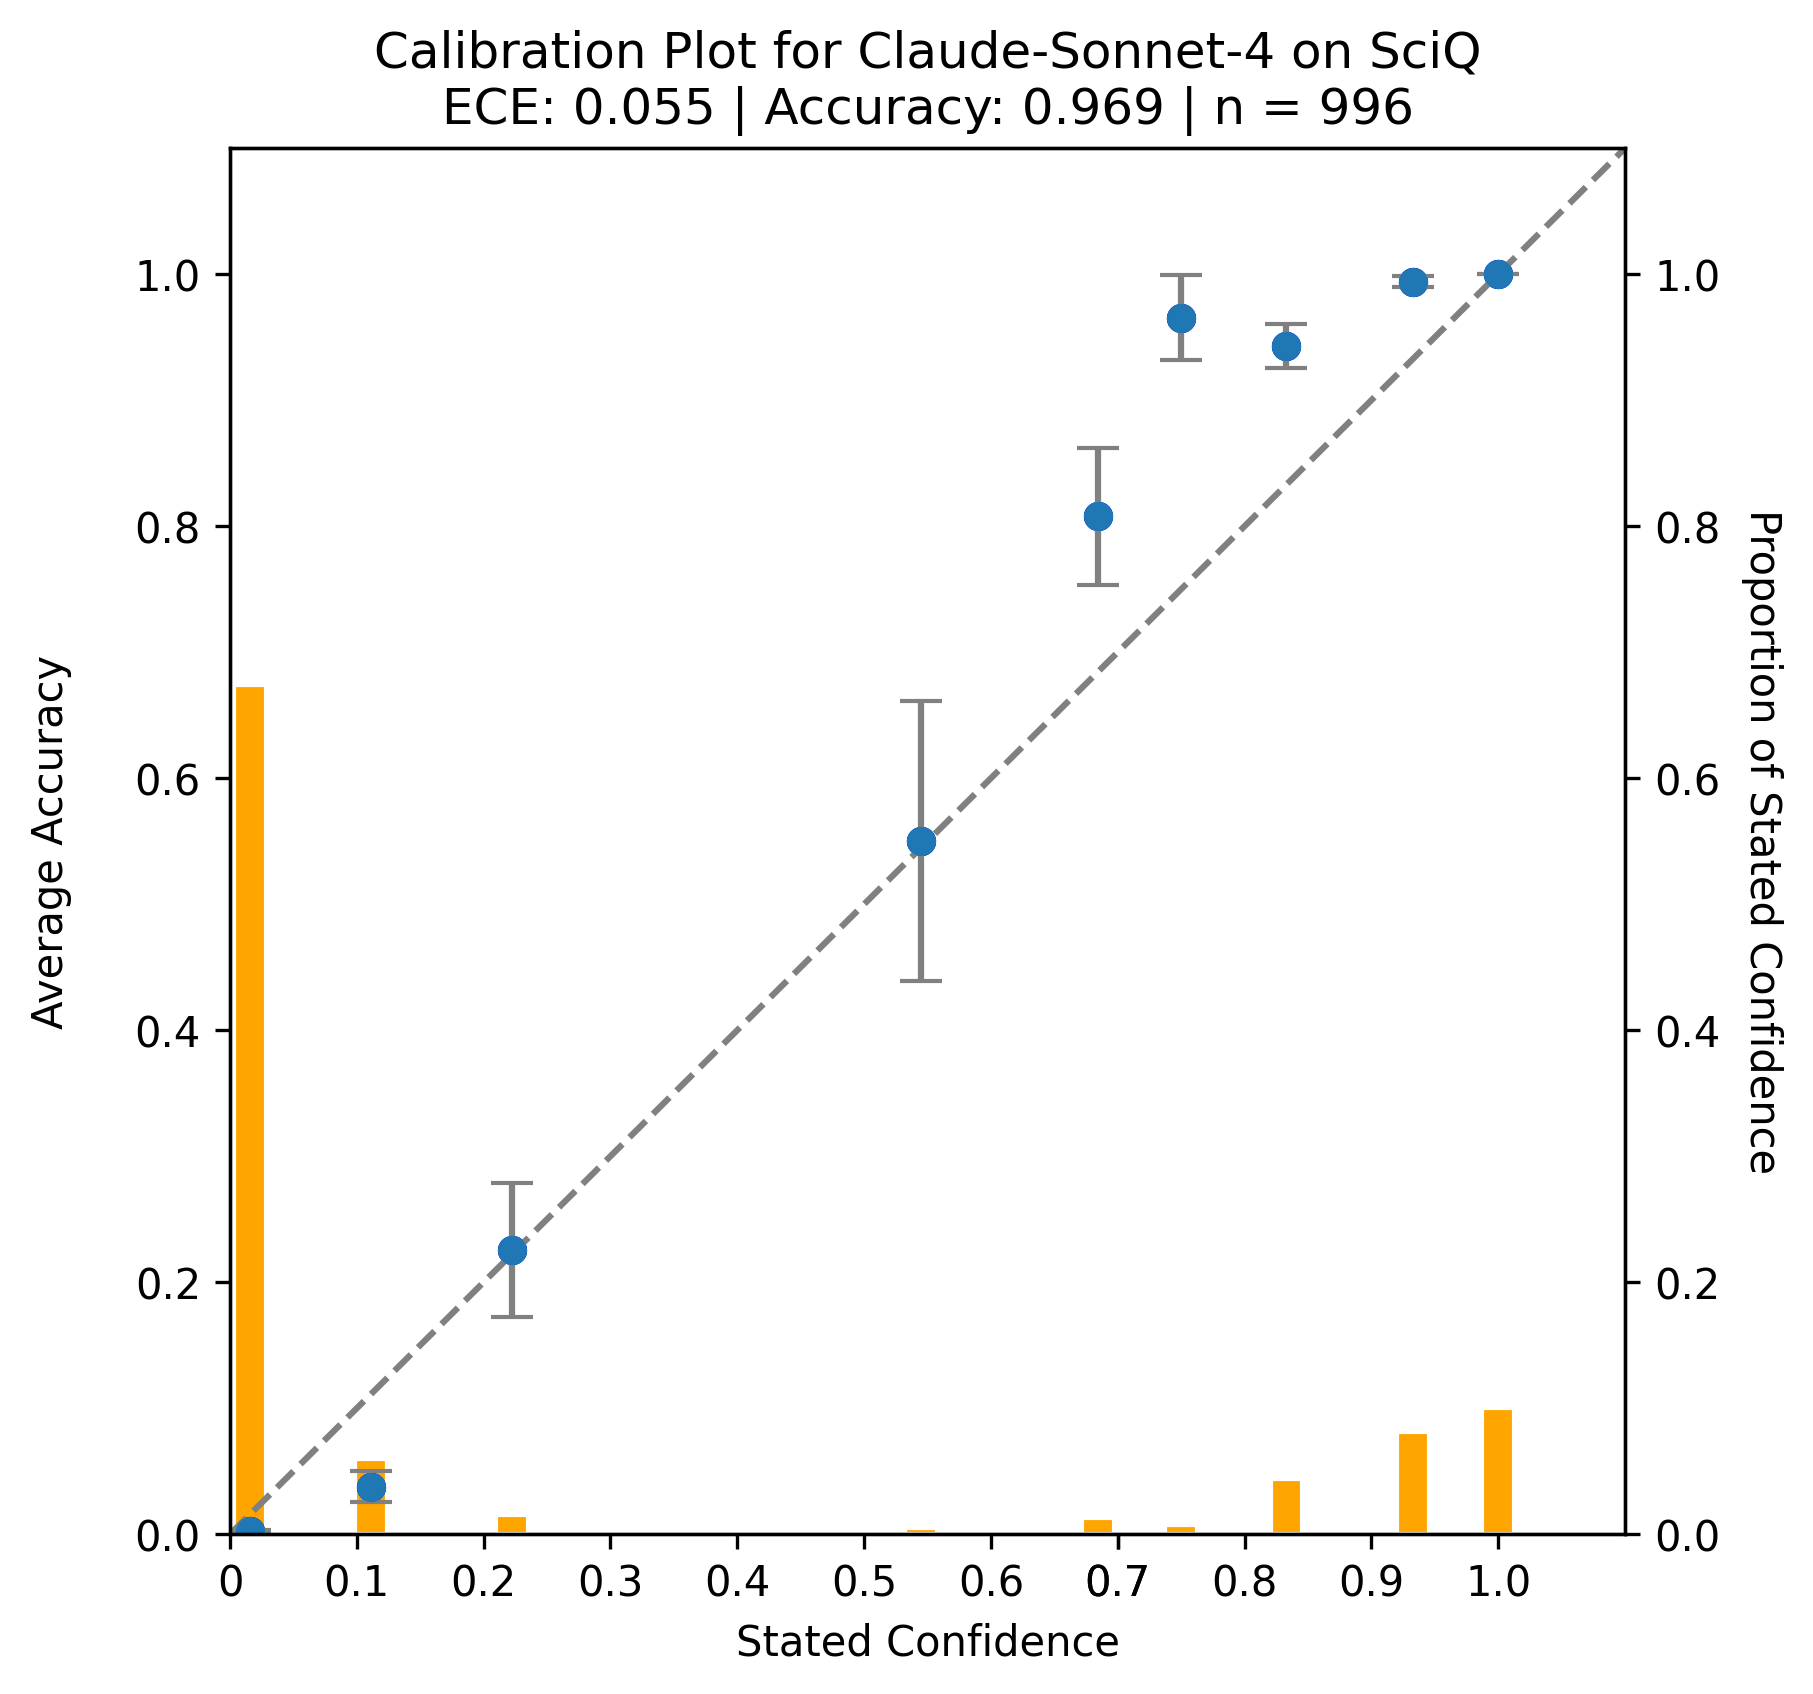 Calibration Plot for Claude-Sonnet-4 on SciQ
ECE: 0.055 | Accuracy: 0.969 | n = 996
Average Accuracy
1.0
0.8
0.6
0.4
0.2
0.0
1.0
0.8
0.6
0.4
0.2
0.0
Proportion of Stated Confidence
0 0.1 0.2 0.3 0.4 0.5 0.6 0.7 0.8 0.9 1.0
Stated Confidence